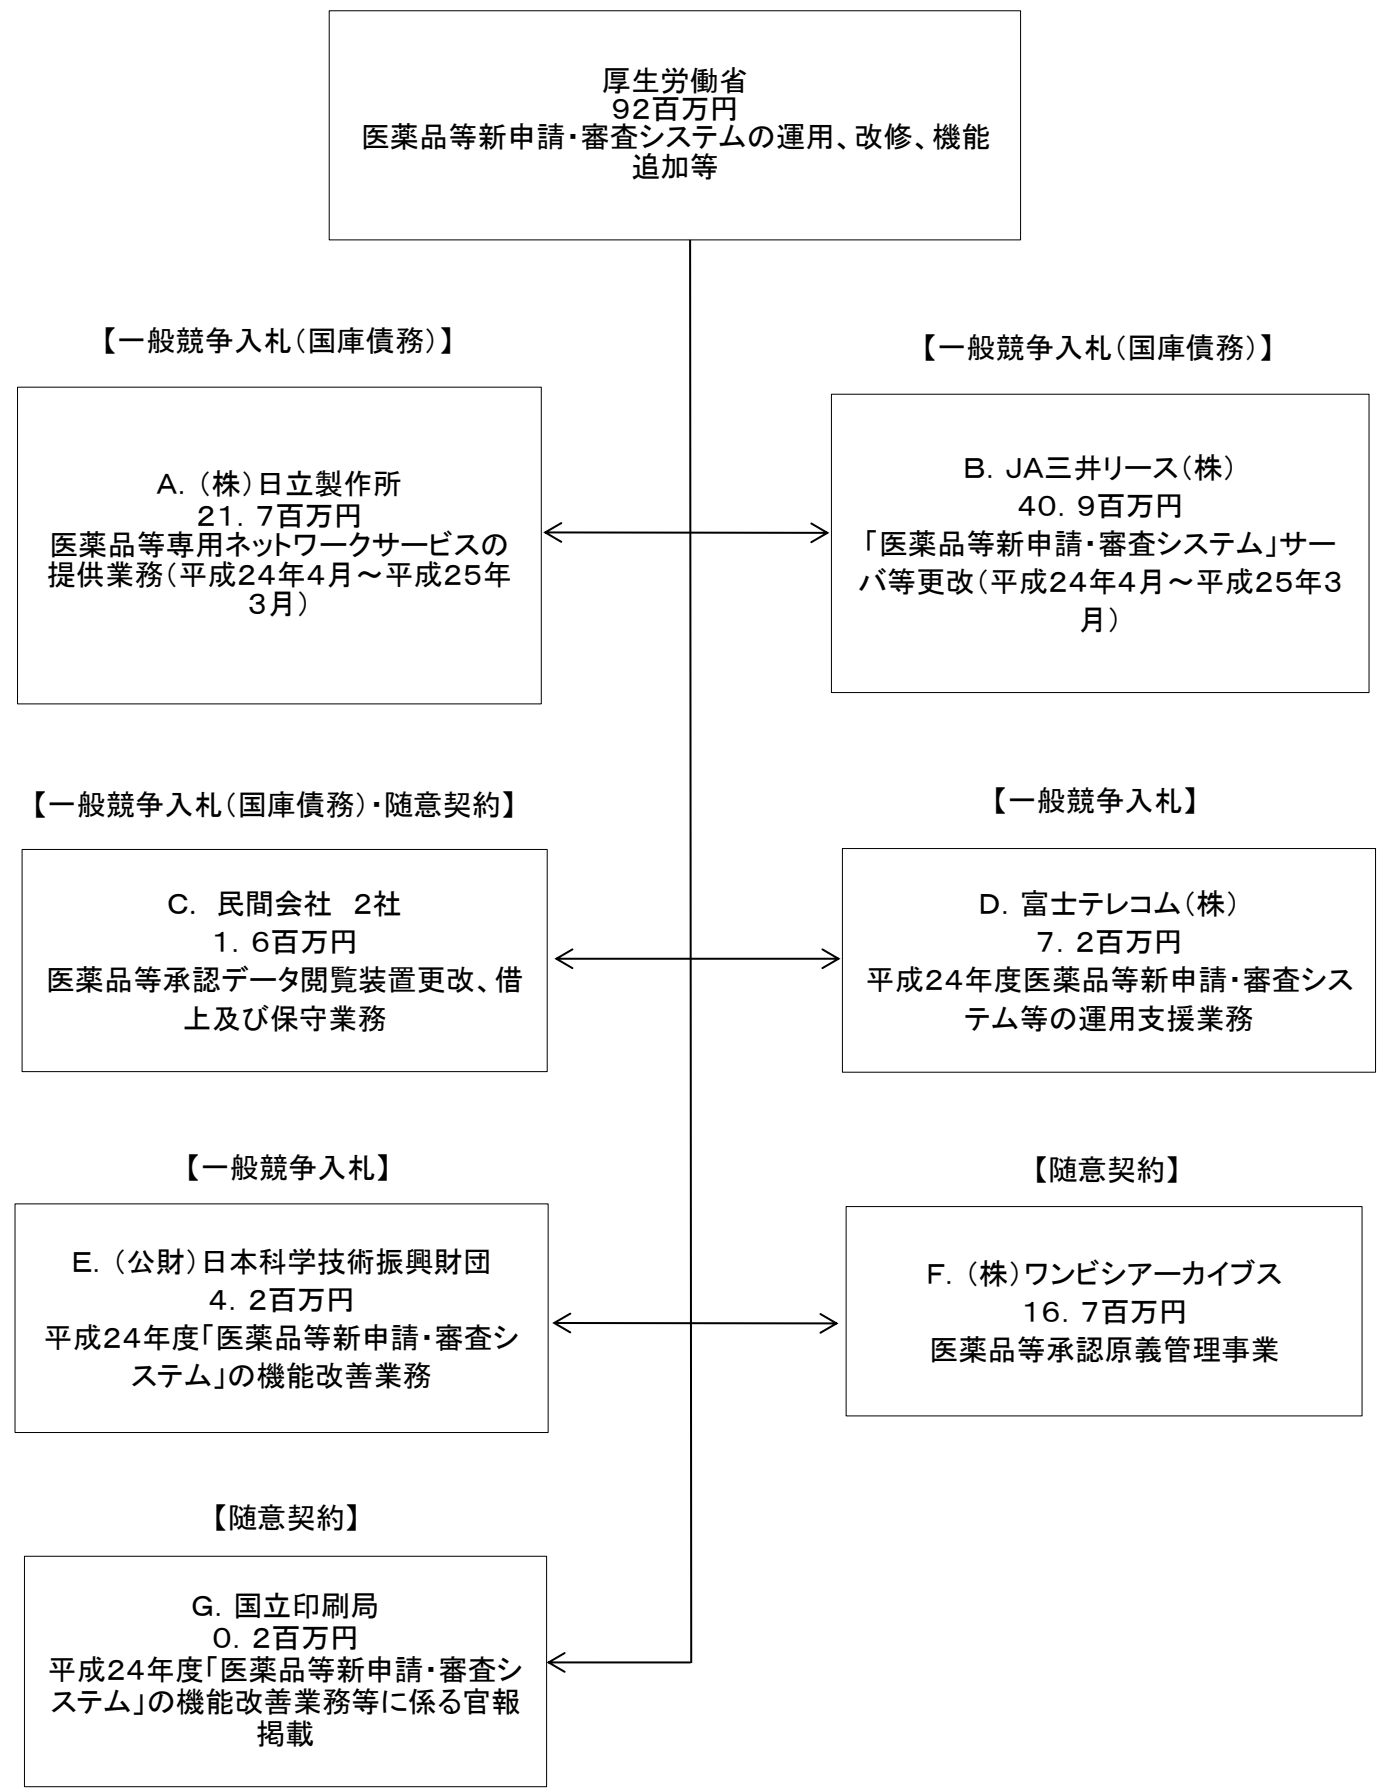 厚生労働省
92百万円
医薬品等新申請・審査システムの運用、改修、機能
追加等
【一般競争入札(国庫債務)】
【一般競争入札(国庫債務)】
A．（株）日立製作所
21．7百万円
医薬品等専用ネットワークサービスの
提供業務（平成24年4月～平成25年
3月）
B．JA三井リース（株）
40．9百万円
「医薬品等新申請・審査システム」サー
バ等更改（平成24年4月～平成25年3
月）
【一般競争入札（国庫債務）・随意契約】
【一般競争入札】
C．　民間会社　2社
1．6百万円
医薬品等承認データ閲覧装置更改、借
上及び保守業務
D．富士テレコム（株）
7．2百万円
平成24年度医薬品等新申請・審査シス
テム等の運用支援業務
【一般競争入札】
【随意契約】
E．（公財）日本科学技術振興財団
4．2百万円
平成24年度「医薬品等新申請・審査シ
ステム」の機能改善業務
F．（株）ワンビシアーカイブス
16．7百万円
医薬品等承認原義管理事業
【随意契約】
G．国立印刷局
0．2百万円
平成24年度「医薬品等新申請・審査シ
ステム」の機能改善業務等に係る官報
掲載